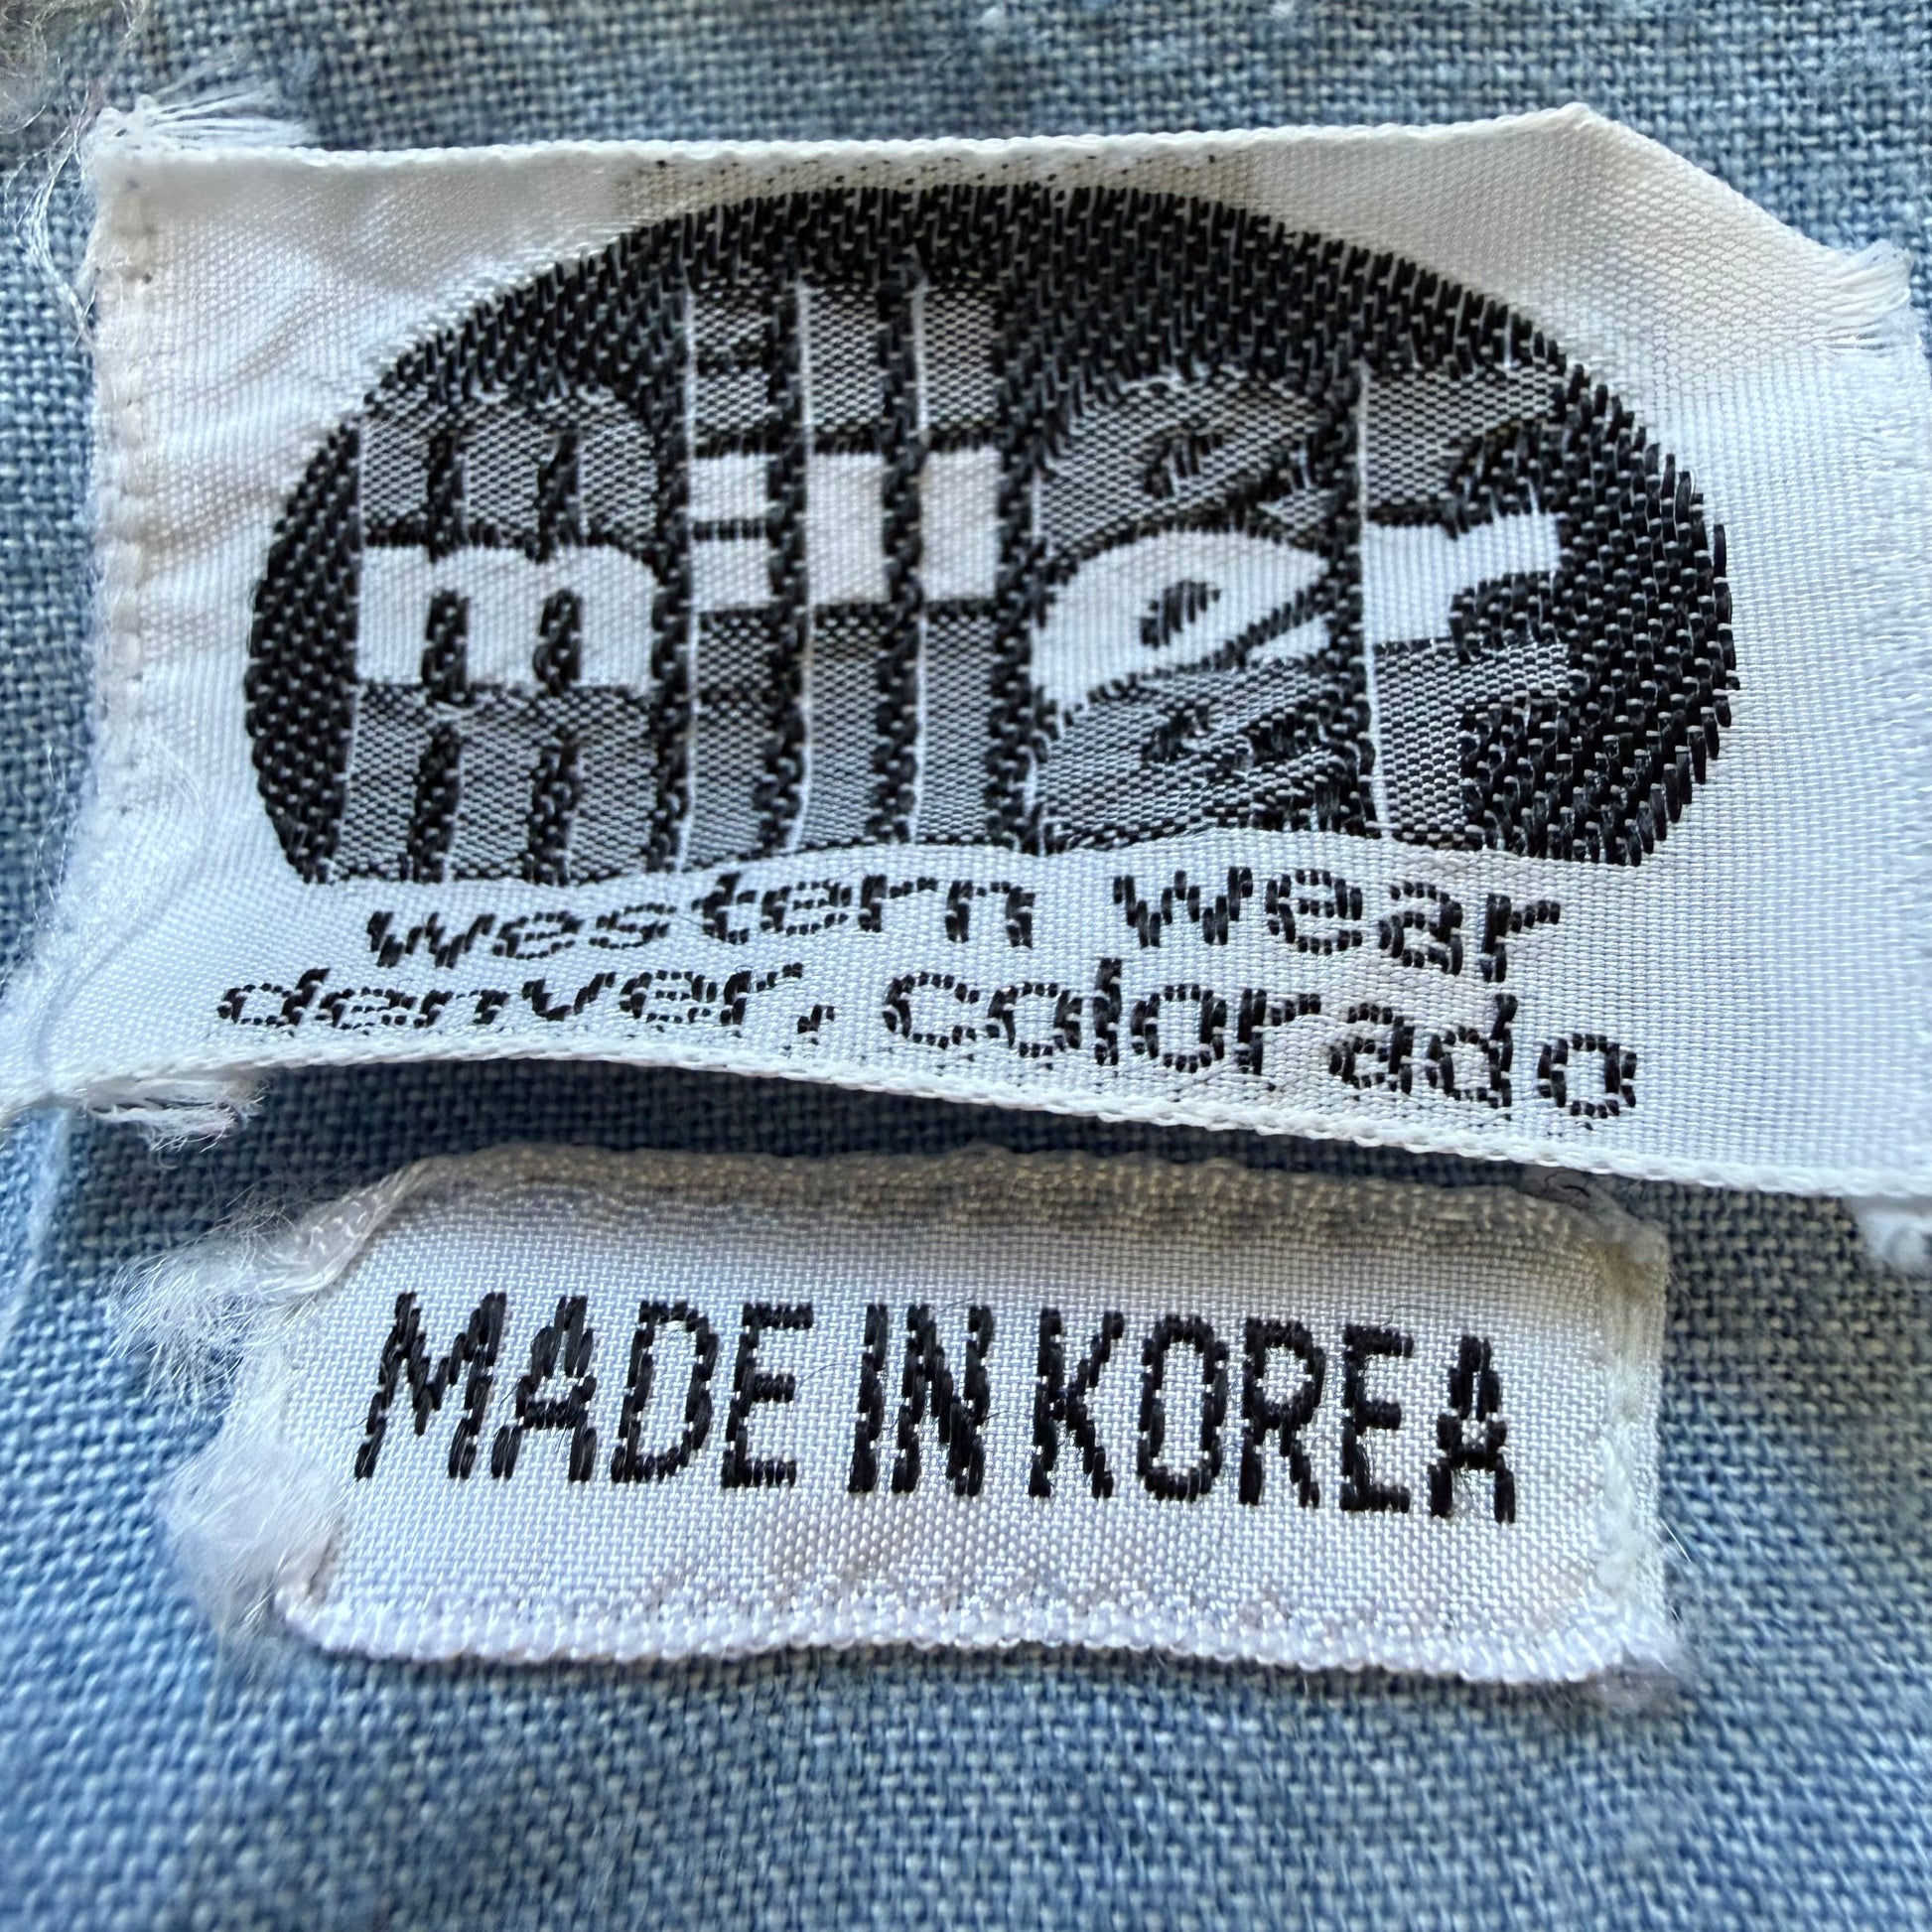 miller
western wear
denver, colorado
MADE IN KOREA